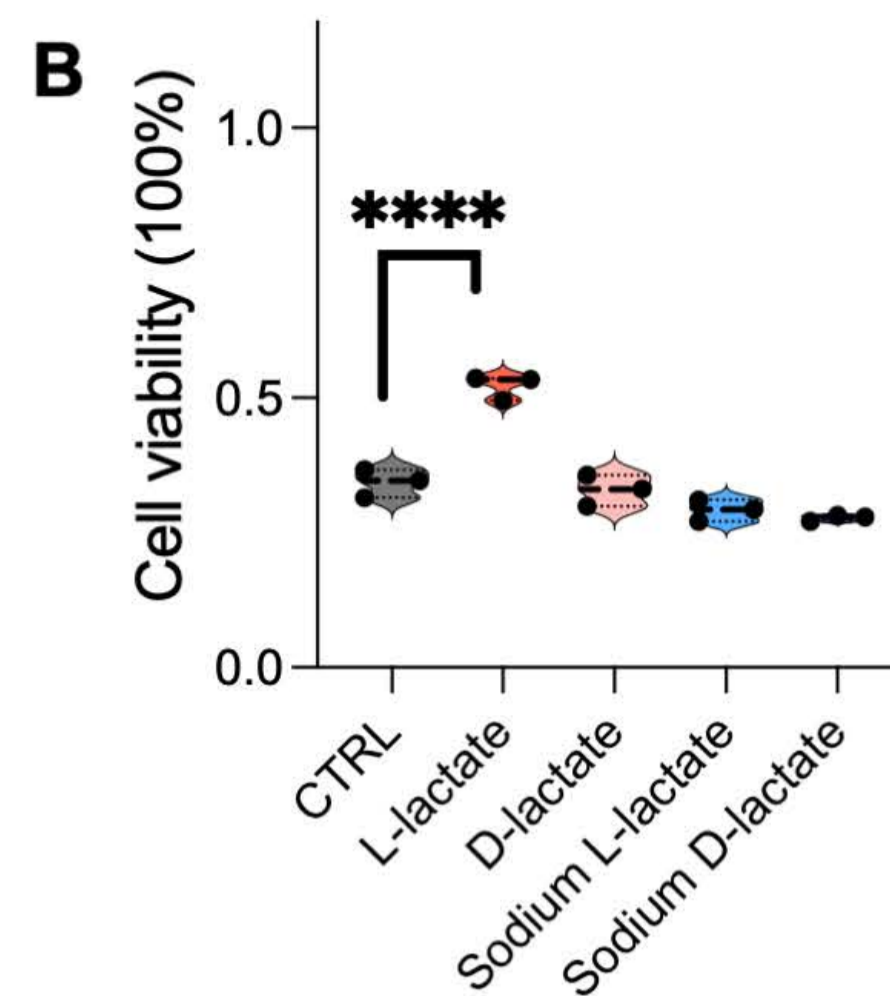 B
Cell viability (100%)
1.0
0.5
0.0
****
CTRL
L-lactate
D-lactate
Sodium L-lactate
Sodium D-lactate